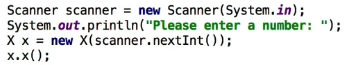 Scanner scanner = new Scanner(System.in);
System.out.println("Please enter a number: ");
X x = new X(scanner.nextInt());
x.x();